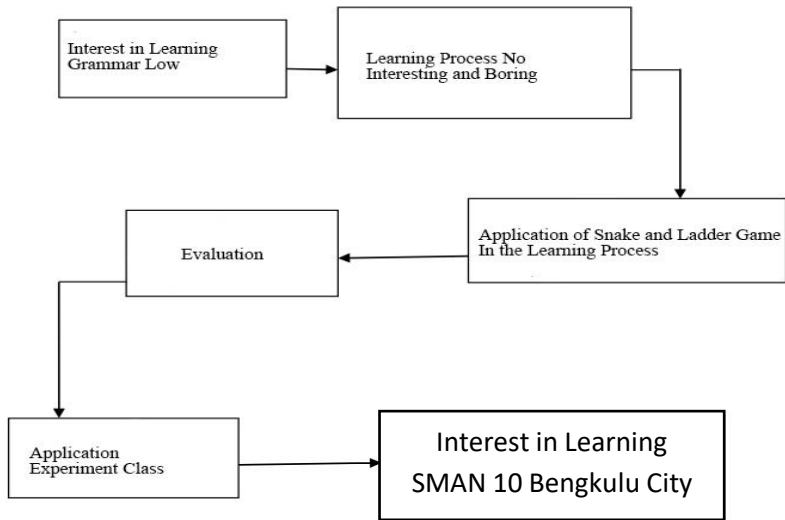 Interest in Learning
Grammar Low
Learning Process No
Interesting and Boring
Application of Snake and Ladder Game
In the Learning Process
Evaluation
Application
Experiment Class
Interest in Learning
SMAN 10 Bengkulu City